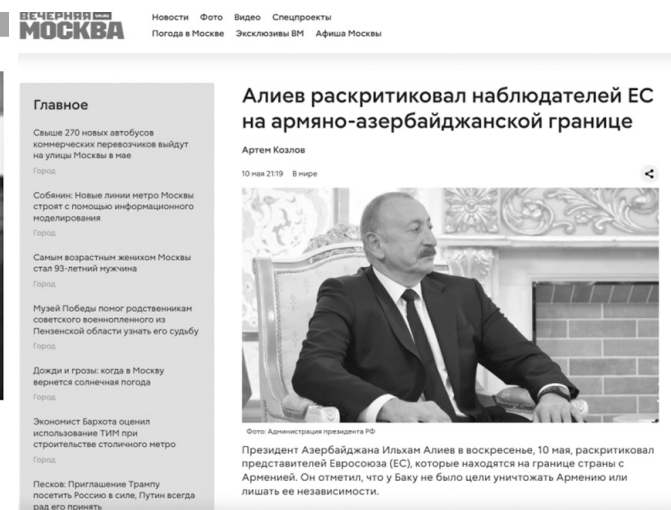 ВЕЧЕРНЯЯ
МОСКВА
Новости Фото Видео Спецпроекты
Погода в Москве Эксклюзивы ВМ Афиша Москвы
Главное
Свыше 270 новых автобусов
коммерческих перевозчиков выйдут
на улицы Москвы в мае
Город
Собянин: Новые линии метро Москвы
строят с помощью информационного
моделирования
Город
Самым возрастным женихом Москвы
стал 93-летний мужчина
Город
Музей Победы помог родственникам
советского военнопленного из
Пензенской области узнать его судьбу
Город
Дожди и грозы: когда в Москву
вернется солнечная погода
Город
Экономист Бархота оценил
использование ТИМ при
строительстве столичного метро
Город
Песков: Приглашение Трампу
посетить Россию в силе, Путин всегда
рад его принять
Алиев раскритиковал наблюдателей ЕС
на армяно-азербайджанской границе
Артем Козлов
10 мая 21:19 В мире
Фото: Администрация президента РФ
Президент Азербайджана Ильхам Алиев в воскресенье, 10 мая, раскритиковал
представителей Евросоюза (ЕС), которые находятся на границе страны с
Арменией. Он отметил, что у Баку не было цели уничтожать Армению или
лишать ее независимости.